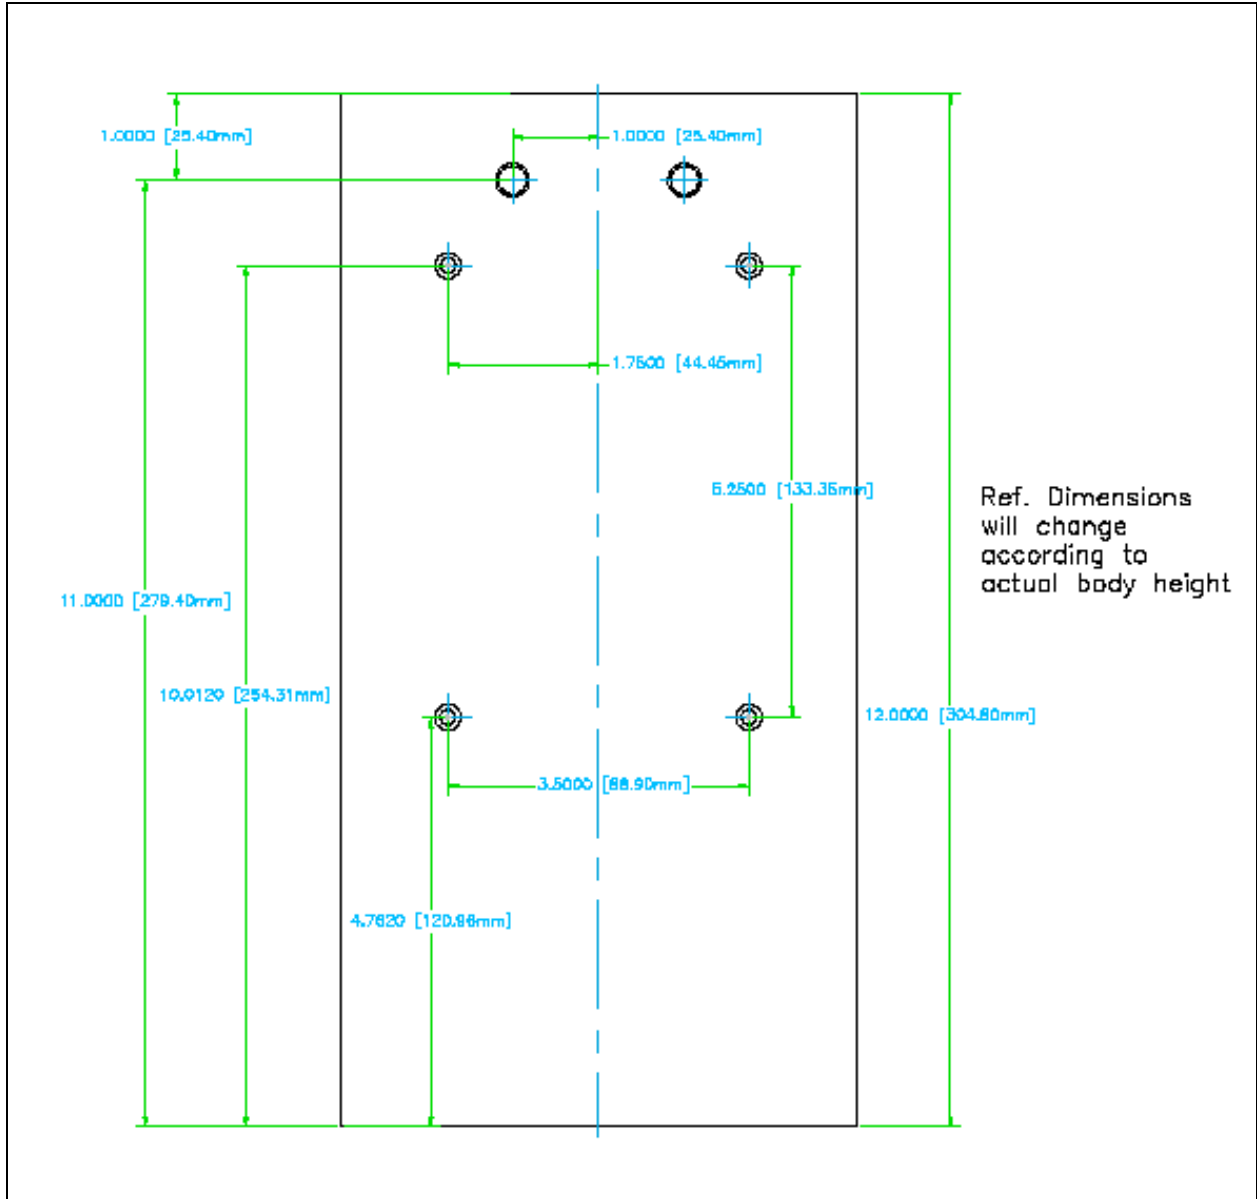 1.0000 [25.40mm]
1.0000 [25.40mm]
1.7500 [44.45mm]
5.2500 [133.35mm]
Ref. Dimensions
will change
according to
actual body height
11.0000 [279.40mm]
10.0120 [254.31mm]
12.0000 [304.80mm]
3.5000 [88.90mm]
4.7620 [120.96mm]